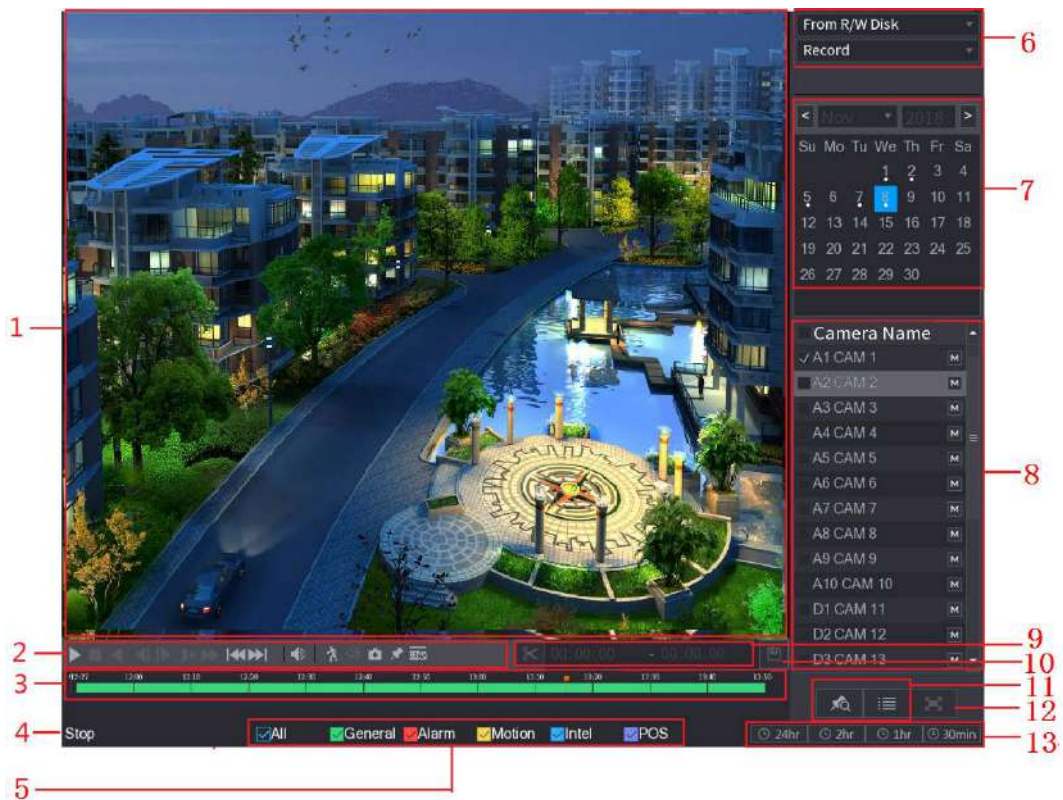 From R/W Disk
Record
6
< Nov 2018 >
Su Mo Tu We Th Fr Sa
1 2 3 4
5 6 7 8 9 10 11
7
12 13 14 15 16 17 18
19 20 21 22 23 24 25
26 27 28 29 30
1
Camera Name
A1 CAM 1 M
A2 CAM 2 M
A3 CAM 3 M
A4 CAM 4 M
A5 CAM 5 M
8
A6 CAM 6 M
A7 CAM 7 M
A8 CAM 8 M
A9 CAM 9 M
A10 CAM 10 M
D1 CAM 11 M
D2 CAM 12 M
D3 CAM 13 M
9
2
00:00:00 - 00:00:00
10
3
11
12
4
Stop
All General Alarm Motion Intel POS
24hr 2hr 1hr 30min
13
5